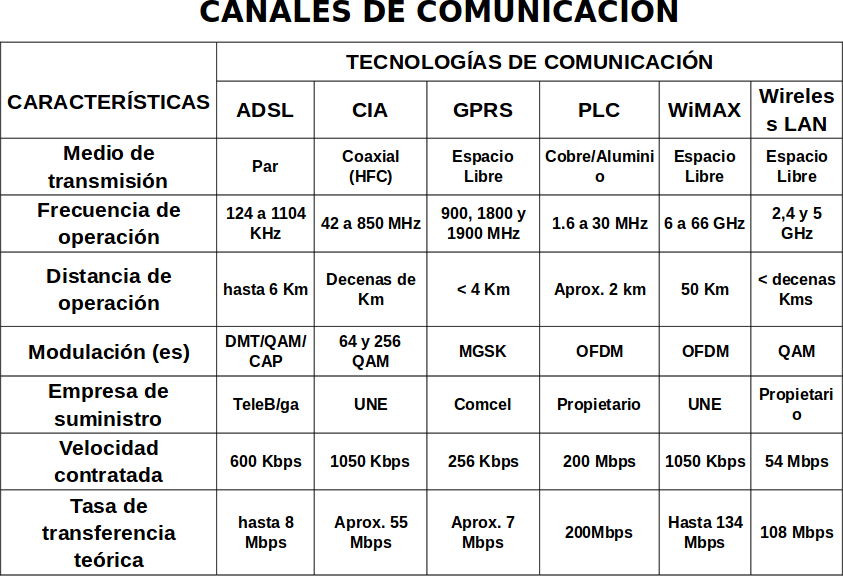 CANALES DE COMUNICACIÓN
TECNOLOGÍAS DE COMUNICACIÓN
CARACTERÍSTICAS
ADSL
CIA
GPRS
PLC
WiMAX
Wireles
s LAN
Medio de
transmisión
Par
Coaxial
(HFC)
Espacio
Libre
Cobre/Alumini
o
Espacio
Libre
Espacio
Libre
Frecuencia de
operación
124 a 1104
KHz
42 a 850 MHz
900, 1800 y
1900 MHz
1.6 a 30 MHz
6 a 66 GHz
2,4 y 5
GHz
Distancia de
operación
hasta 6 Km
Decenas de
Km
< 4 Km
Aprox. 2 km
50 Km
< decenas
Kms
Modulación (es)
DMT/QAM/
CAP
64 y 256
QAM
MGSK
OFDM
OFDM
QAM
Empresa de
suministro
TeleB/ga
UNE
Comcel
Propietario
UNE
Propietari
o
Velocidad
contratada
600 Kbps
1050 Kbps
256 Kbps
200 Mbps
1050 Kbps
54 Mbps
Tasa de
transferencia
teórica
hasta 8
Mbps
Aprox. 55
Mbps
Aprox. 7
Mbps
200Mbps
Hasta 134
Mbps
108 Mbps